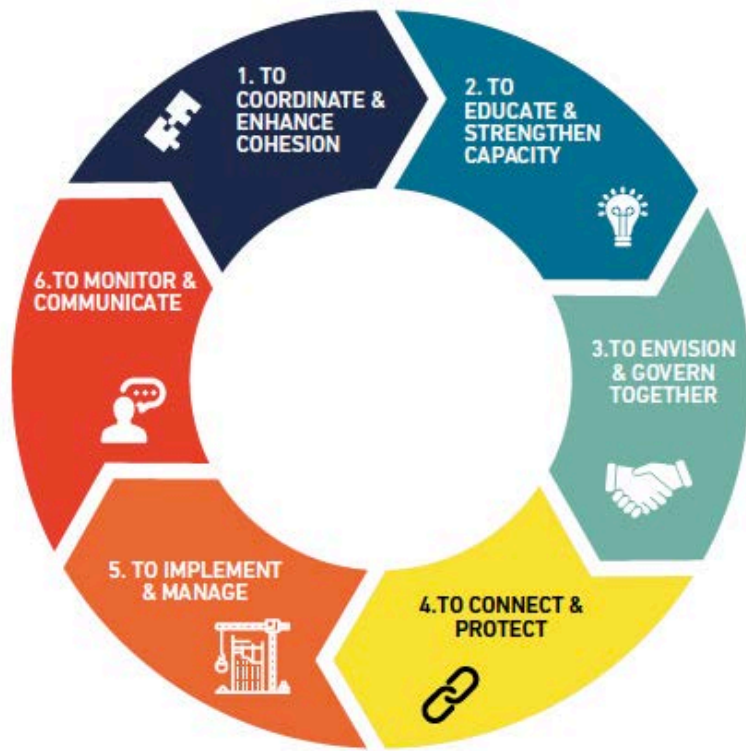 1. TO
COORDINATE &
ENHANCE
COHESION
2. TO
EDUCATE &
STRENGTHEN
CAPACITY
3.TO ENVISION
& GOVERN
TOGETHER
4.TO CONNECT &
PROTECT
5. TO IMPLEMENT
& MANAGE
6.TO MONITOR &
COMMUNICATE